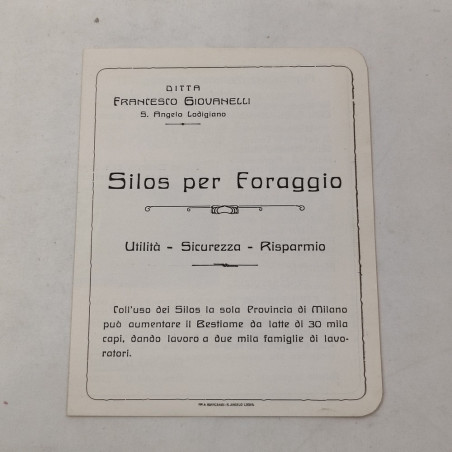 DITTA
FRANCESCO GIOVANELLI
S. Angelo Lodigiano
Silos per Foraggio
Utilità - Sicurezza - Risparmio
Coll'uso dei Silos la sola Provincia di Milano
può aumentare il Bestiame da latte di 30 mila
capi, dando lavoro a due mila famiglie di lavo-
ratori.